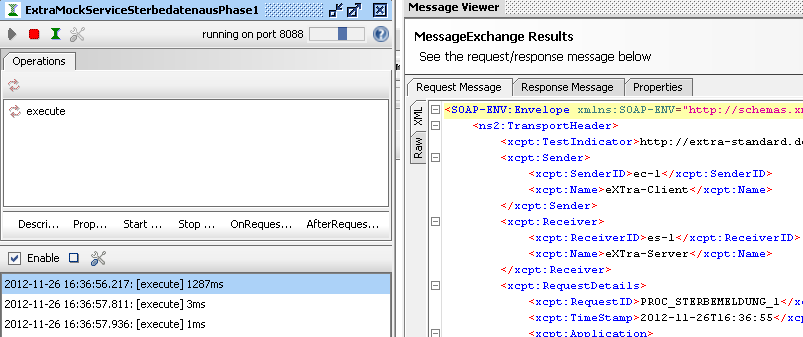 ExtraMockServiceSterbedatenausPhase1
running on port 8088
Operations
execute
Descri... Prop... Start ... Stop ... OnReques... AfterReques...
Enable
2012-11-26 16:36:56.217: [execute] 1287ms
2012-11-26 16:36:57.811: [execute] 3ms
2012-11-26 16:36:57.936: [execute] 1ms
Message Viewer
MessageExchange Results
See the request/response message below
Request Message Response Message Properties
XML
Raw
<SOAP-ENV:Envelope xmlns:SOAP-ENV="http://schemas.xm
<ns2:TransportHeader>
<xcpt:TestIndicator>http://extra-standard.de
<xcpt:Sender>
<xcpt:SenderID>ec-1</xcpt:SenderID>
<xcpt:Name>eXTra-Client</xcpt:Name>
</xcpt:Sender>
<xcpt:Receiver>
<xcpt:ReceiverID>es-1</xcpt:ReceiverID>
<xcpt:Name>eXTra-Server</xcpt:Name>
</xcpt:Receiver>
<xcpt:RequestDetails>
<xcpt:RequestID>PROC_STERBEMELDUNG_1</xc
<xcpt:TimeStamp>2012-11-26T16:36:55</xcp
<xcpt:Application>